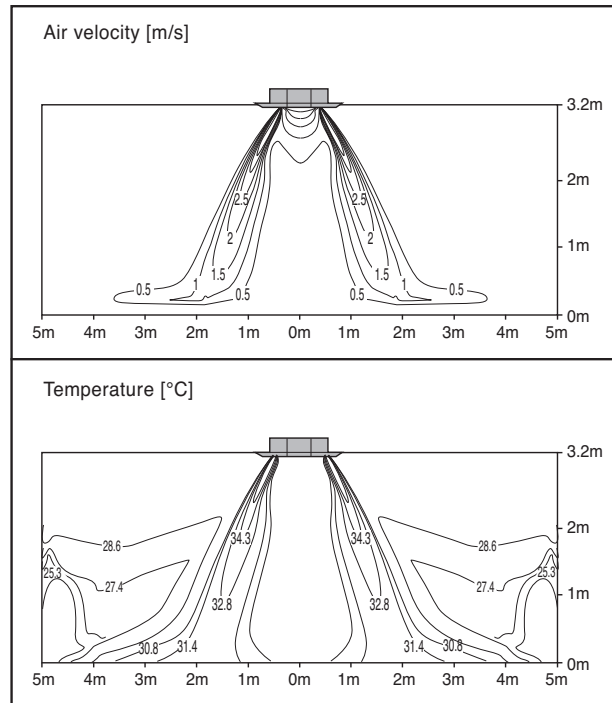 Air velocity [m/s]
3.2m
2.5 2.5
2m
2 2
1m
1.5 1.5
0.5 1 1 0.5
0.5 0.5
0m
5m 4m 3m 2m 1m 0m 1m 2m 3m 4m 5m
Temperature [°C]
3.2m
2m
28.6 34.3 34.3 28.6
25.3 25.3
27.4 27.4
1m
32.8 32.8
30.8 31.4 31.4 30.8
0m
5m 4m 3m 2m 1m 0m 1m 2m 3m 4m 5m